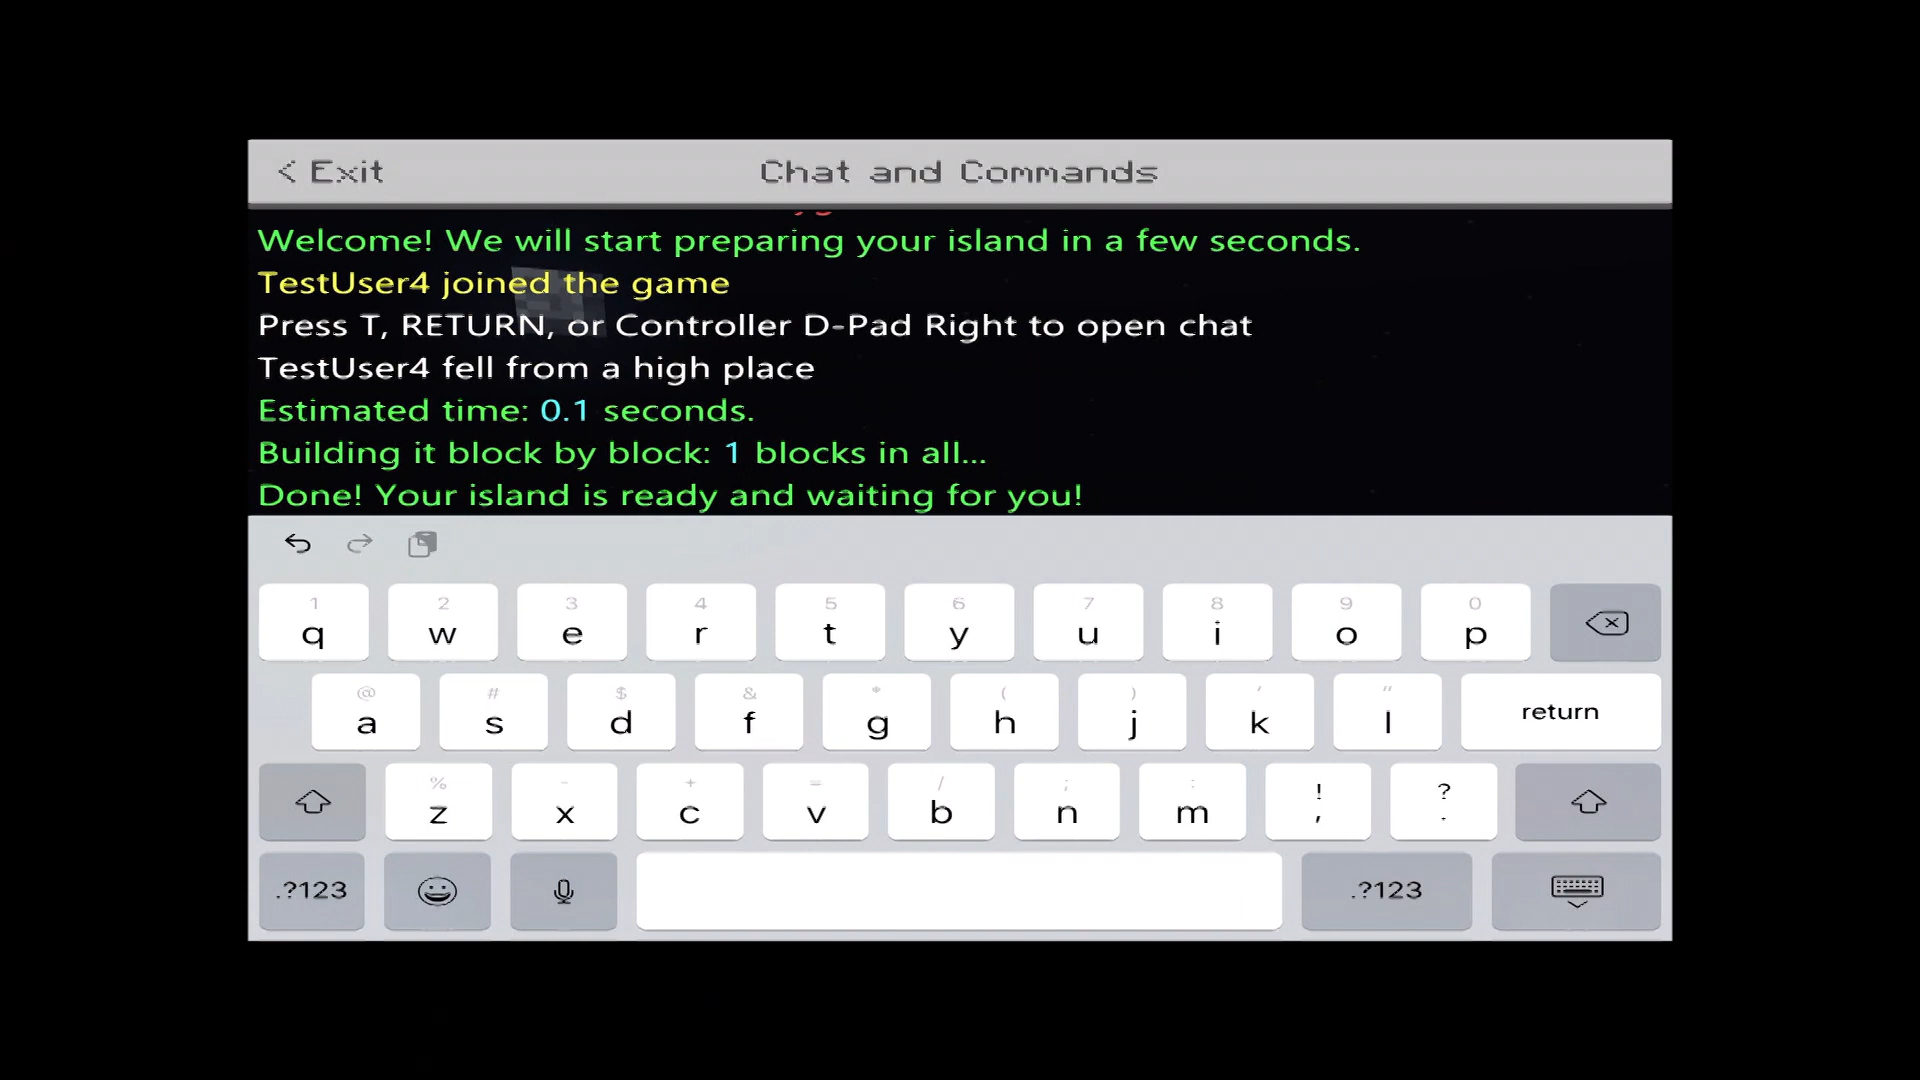 < Exit
Chat and Commands
Welcome! We will start preparing your island in a few seconds.
TestUser4 joined the game
Press T, RETURN, or Controller D-Pad Right to open chat
TestUser4 fell from a high place
Estimated time: 0.1 seconds.
Building it block by block: 1 blocks in all...
Done! Your island is ready and waiting for you!
1 2 3 4 5 6 7 8 9 0
q w e r t y u i o p
@ # $ & * ( ) ' "
a s d f g h j k l return
% - + = / ; : ! ?
z x c v b n m , .
.?123 .?123